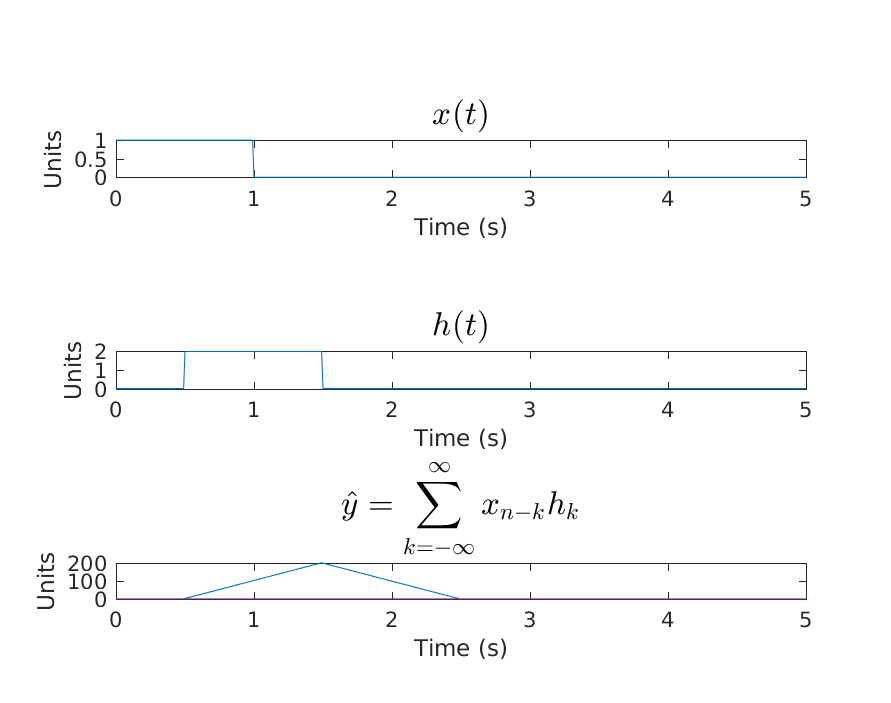 x(t)
Units
1
0.5
0
0 1 2 3 4 5
Time (s)
h(t)
Units
2
1
0
0 1 2 3 4 5
Time (s)
ŷ = ∑_{k=-∞}^{∞} x_{n-k}h_k
Units
200
100
0
0 1 2 3 4 5
Time (s)